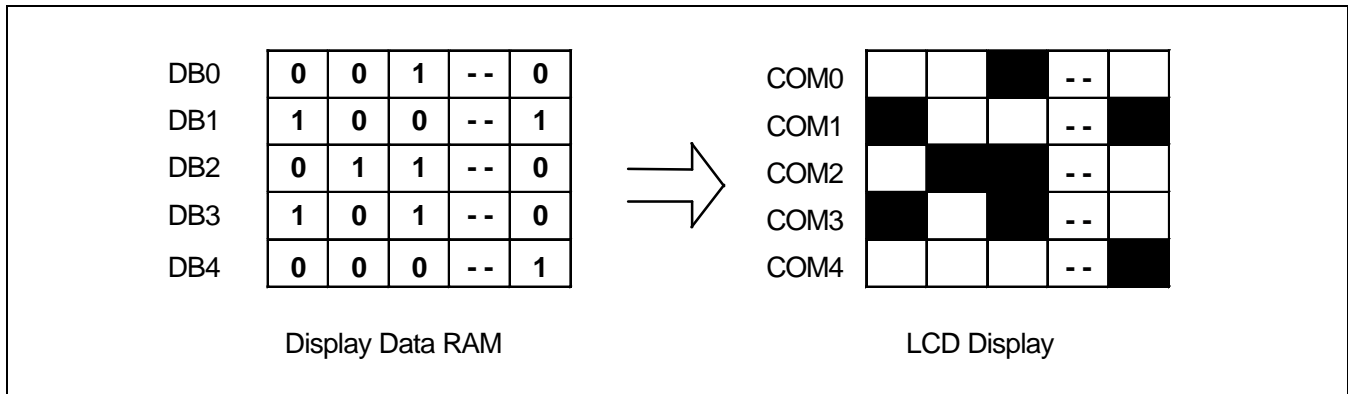 DB0 0 0 1 - - 0 COM0 - -
DB1 1 0 0 - - 1 COM1 - -
DB2 0 1 1 - - 0 COM2 - -
DB3 1 0 1 - - 0 COM3 - -
DB4 0 0 0 - - 1 COM4 - -
Display Data RAM LCD Display